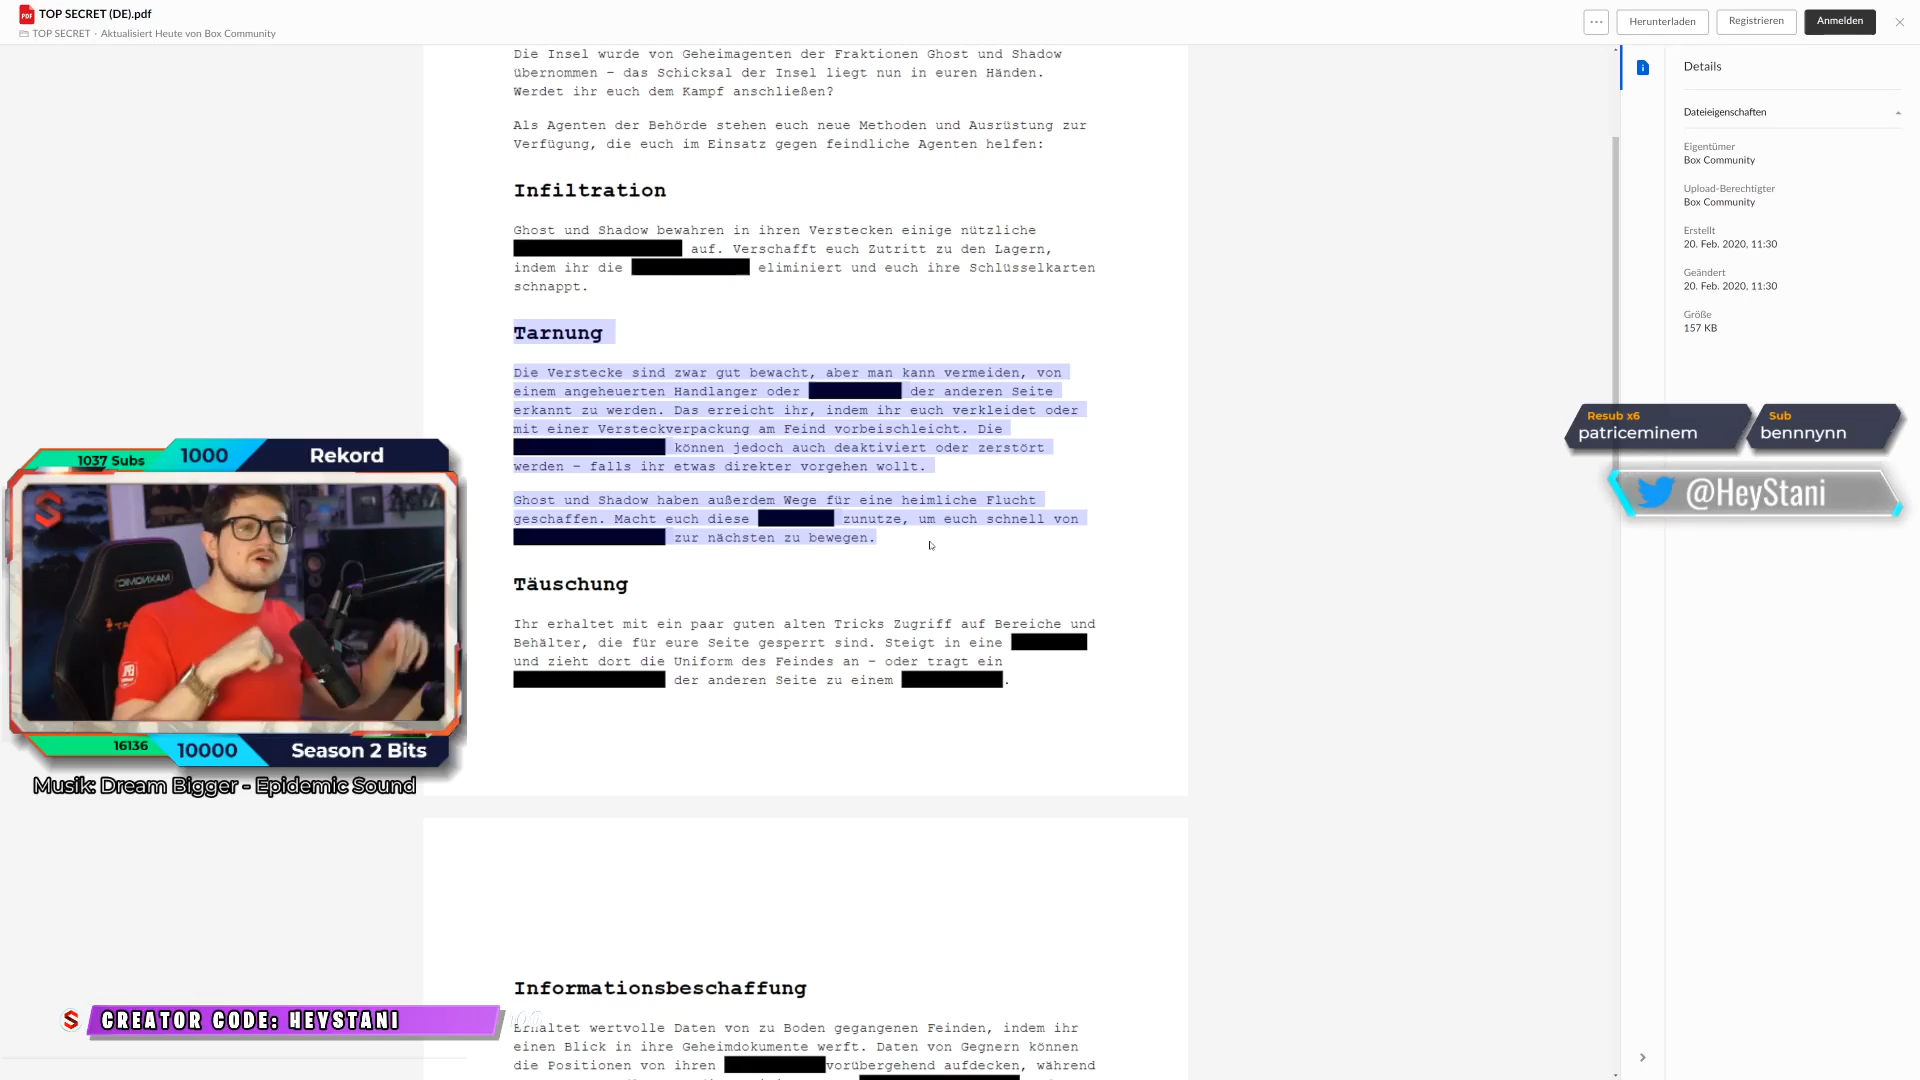 TOP SECRET (DE).pdf
TOP SECRET · Aktualisiert Heute von Box Community
Herunterladen
Registrieren
Anmelden
Die Insel wurde von Geheimagenten der Fraktionen Ghost und Shadow
übernommen – das Schicksal der Insel liegt nun in euren Händen.
Werdet ihr euch dem Kampf anschließen?
Als Agenten der Behörde stehen euch neue Methoden und Ausrüstung zur
Verfügung, die euch im Einsatz gegen feindliche Agenten helfen:
Infiltration
Ghost und Shadow bewahren in ihren Verstecken einige nützliche
auf. Verschafft euch Zutritt zu den Lagern,
indem ihr die eliminiert und euch ihre Schlüsselkarten
schnappt.
Tarnung
Die Verstecke sind zwar gut bewacht, aber man kann vermeiden, von
einem angeheuerten Handlanger oder der anderen Seite
erkannt zu werden. Das erreicht ihr, indem ihr euch verkleidet oder
mit einer Versteckverpackung am Feind vorbeischleicht. Die
können jedoch auch deaktiviert oder zerstört
werden – falls ihr etwas direkter vorgehen wollt.
Ghost und Shadow haben außerdem Wege für eine heimliche Flucht
geschaffen. Macht euch diese zunutze, um euch schnell von
zur nächsten zu bewegen.
Täuschung
Ihr erhaltet mit ein paar guten alten Tricks Zugriff auf Bereiche und
Behälter, die für eure Seite gesperrt sind. Steigt in eine
und zieht dort die Uniform des Feindes an – oder tragt ein
der anderen Seite zu einem .
Informationsbeschaffung
Erhaltet wertvolle Daten von zu Boden gegangenen Feinden, indem ihr
einen Blick in ihre Geheimdokumente werft. Daten von Gegnern können
die Positionen von ihren vorübergehend aufdecken, während
Details
Dateieigenschaften
Eigentümer
Box Community
Upload-Berechtigter
Box Community
Erstellt
20. Feb. 2020, 11:30
Geändert
20. Feb. 2020, 11:30
Größe
157 KB
Resub x6
patriceminem
Sub
bennnynn
@HeyStani
1037 Subs
1000
Rekord
MAXNOMIC
16136
10000
Season 2 Bits
Musik: Dream Bigger - Epidemic Sound
CREATOR CODE: HEYSTANI